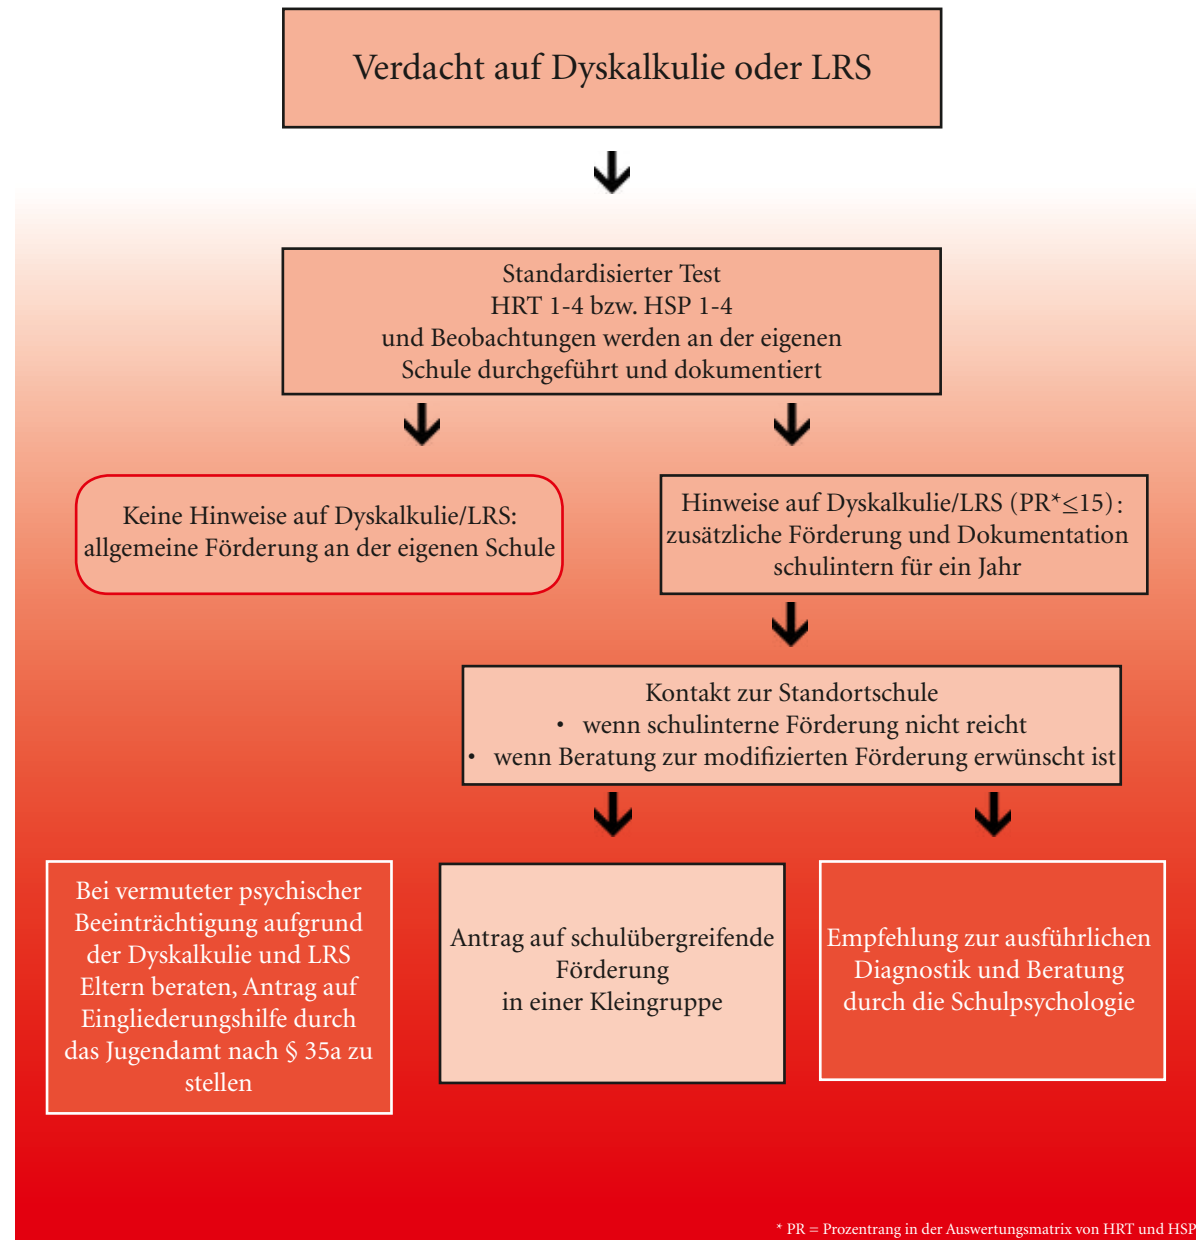 Verdacht auf Dyskalkulie oder LRS
Standardisierter Test
HRT 1-4 bzw. HSP 1-4
und Beobachtungen werden an der eigenen
Schule durchgeführt und dokumentiert
Keine Hinweise auf Dyskalkulie/LRS:
allgemeine Förderung an der eigenen Schule
Hinweise auf Dyskalkulie/LRS (PR*≤15):
zusätzliche Förderung und Dokumentation
schulintern für ein Jahr
Kontakt zur Standortschule
• wenn schulinterne Förderung nicht reicht
• wenn Beratung zur modifizierten Förderung erwünscht ist
Bei vermuteter psychischer
Beeinträchtigung aufgrund
der Dyskalkulie und LRS
Eltern beraten, Antrag auf
Eingliederungshilfe durch
das Jugendamt nach § 35a zu
stellen
Antrag auf schulübergreifende
Förderung
in einer Kleingruppe
Empfehlung zur ausführlichen
Diagnostik und Beratung
durch die Schulpsychologie
* PR = Prozentrang in der Auswertungsmatrix von HRT und HSP